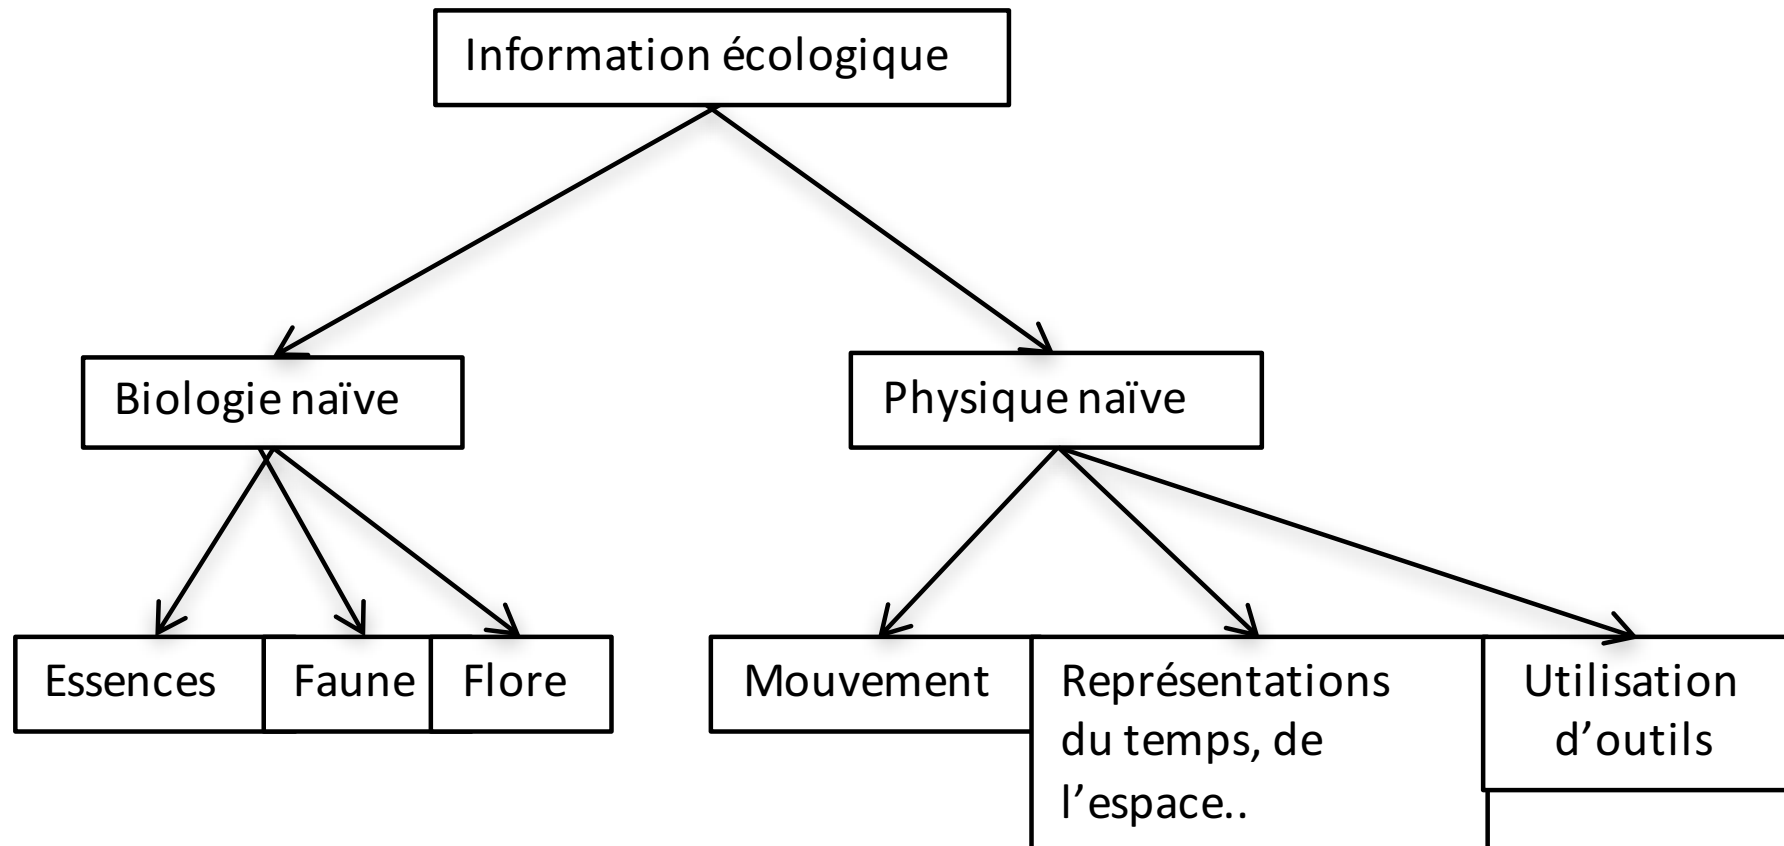 Information écologique
Biologie naïve
Physique naïve
Essences
Faune
Flore
Mouvement
Représentations
du temps, de
l’espace..
Utilisation
d’outils